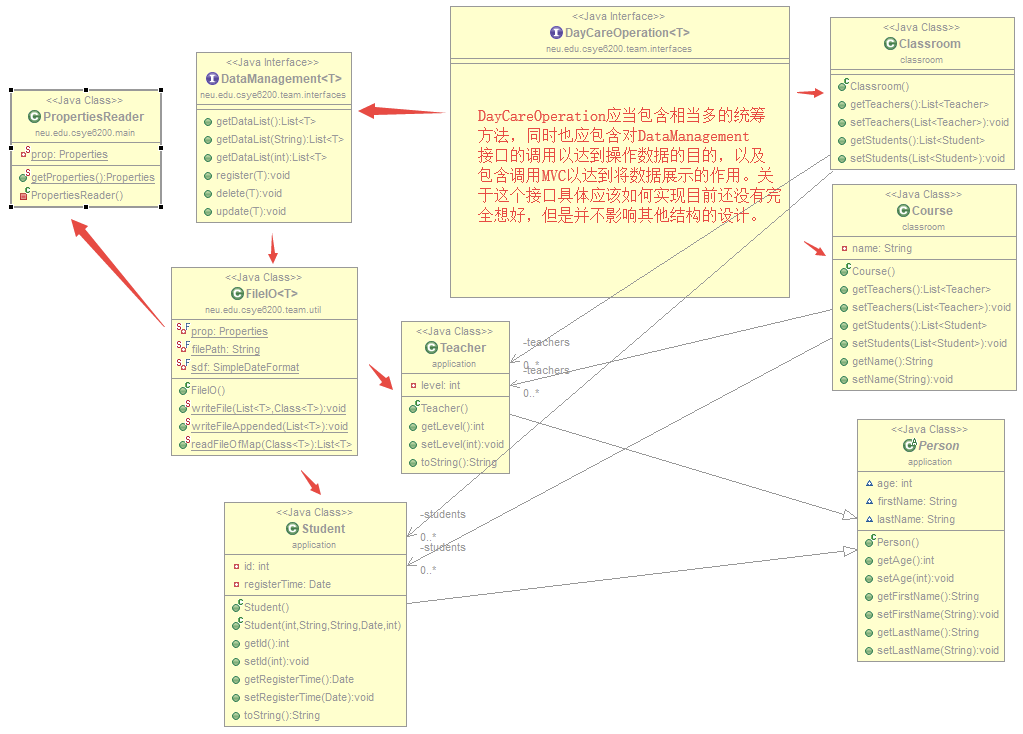 <<Java Interface>>
DayCareOperation<T>
neu.edu.csye6200.team.interfaces
DayCareOperation应当包含相当多的统筹
方法，同时也应包含对DataManagement
接口的调用以达到操作数据的目的，以及
包含调用MVC以达到将数据展示的作用。关
于这个接口具体应该如何实现目前还没有完
全想好，但是并不影响其他结构的设计。
<<Java Class>>
Classroom
classroom
Classroom()
getTeachers():List<Teacher>
setTeachers(List<Teacher>):void
getStudents():List<Student>
setStudents(List<Student>):void
<<Java Interface>>
DataManagement<T>
neu.edu.csye6200.team.interfaces
getDataList():List<T>
getDataList(String):List<T>
getDataList(int):List<T>
register(T):void
delete(T):void
update(T):void
<<Java Class>>
PropertiesReader
neu.edu.csye6200.main
prop: Properties
getProperties():Properties
PropertiesReader()
<<Java Class>>
Course
classroom
name: String
Course()
getTeachers():List<Teacher>
setTeachers(List<Teacher>):void
getStudents():List<Student>
setStudents(List<Student>):void
getName():String
setName(String):void
<<Java Class>>
FileIO<T>
neu.edu.csye6200.team.util
prop: Properties
filePath: String
sdf: SimpleDateFormat
FileIO()
writeFile(List<T>,Class<T>):void
writeFileAppended(List<T>):void
readFileOfMap(Class<T>):List<T>
<<Java Class>>
Teacher
application
level: int
Teacher()
getLevel():int
setLevel(int):void
toString():String
-teachers
0..*
-teachers
0..*
<<Java Class>>
Person
application
age: int
firstName: String
lastName: String
Person()
getAge():int
setAge(int):void
getFirstName():String
setFirstName(String):void
getLastName():String
setLastName(String):void
<<Java Class>>
Student
application
id: int
registerTime: Date
Student()
Student(int,String,String,Date,int)
getId():int
setId(int):void
getRegisterTime():Date
setRegisterTime(Date):void
toString():String
-students
0..*
-students
0..*